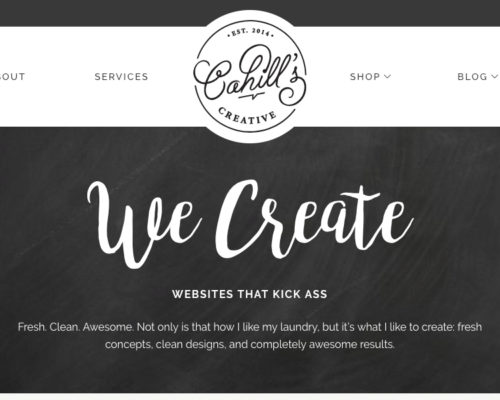 • EST. 2014 •
OUT
SERVICES
Cahill's
SHOP
BLOG
CREATIVE
We Create
WEBSITES THAT KICK ASS
Fresh. Clean. Awesome. Not only is that how I like my laundry, but it's what I like to create: fresh
concepts, clean designs, and completely awesome results.